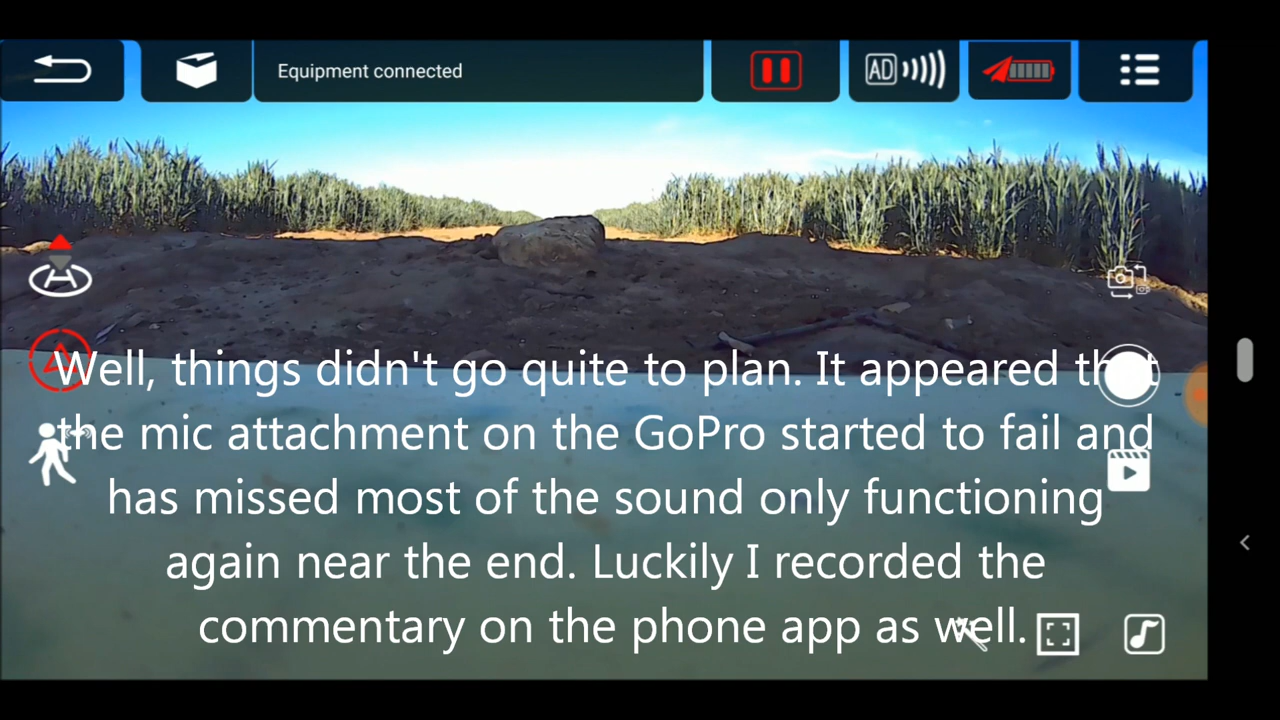 Equipment connected
AD
Well, things didn't go quite to plan. It appeared that
the mic attachment on the GoPro started to fail and
has missed most of the sound only functioning
again near the end. Luckily I recorded the
commentary on the phone app as well.